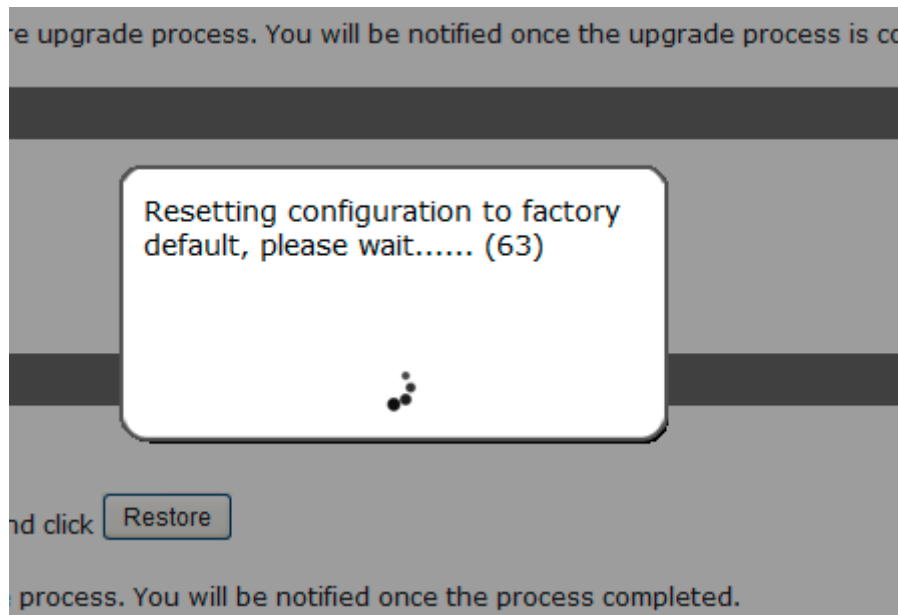 re upgrade process. You will be notified once the upgrade process is
Resetting configuration to factory
default, please wait...... (63)
nd click Restore
process. You will be notified once the process completed.